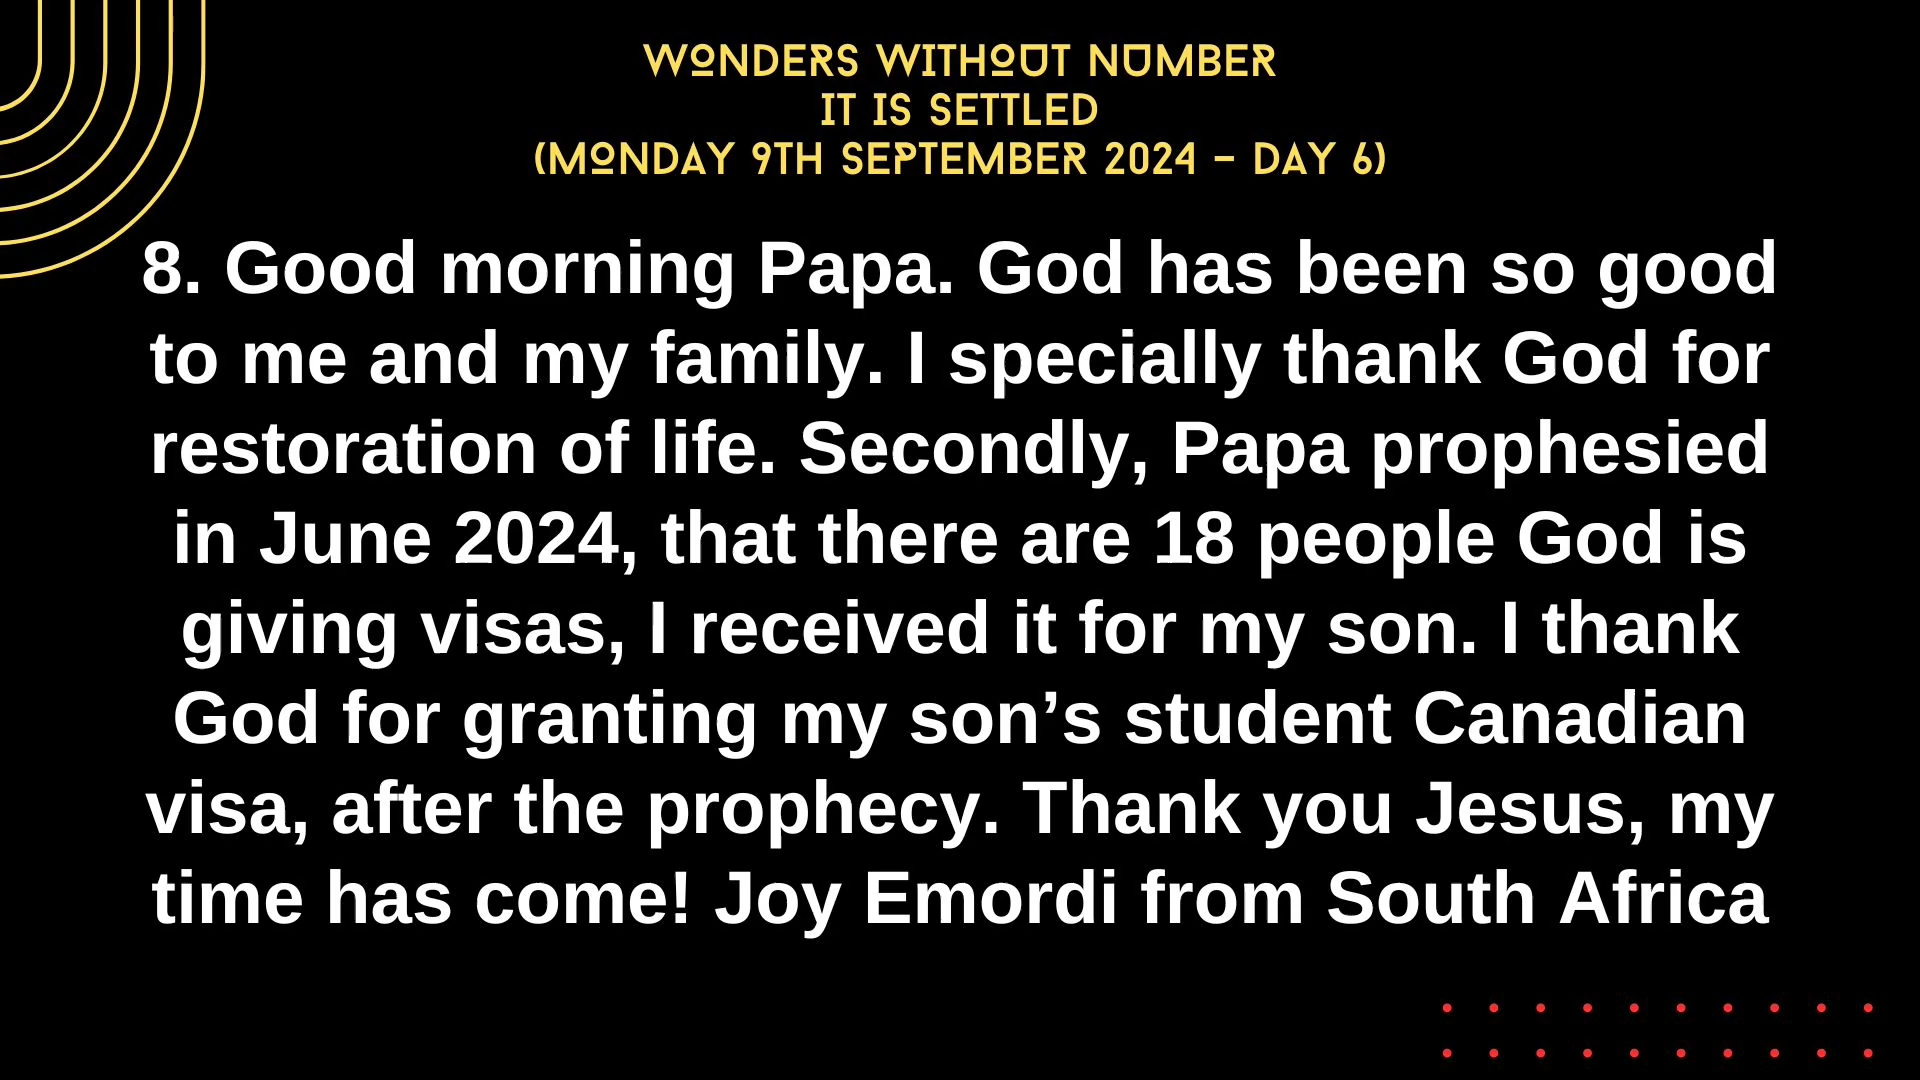 WONDERS WITHOUT NUMBER
IT IS SETTLED
(MONDAY 9TH SEPTEMBER 2024 – DAY 6)
8. Good morning Papa. God has been so good
to me and my family. I specially thank God for
restoration of life. Secondly, Papa prophesied
in June 2024, that there are 18 people God is
giving visas, I received it for my son. I thank
God for granting my son’s student Canadian
visa, after the prophecy. Thank you Jesus, my
time has come! Joy Emordi from South Africa